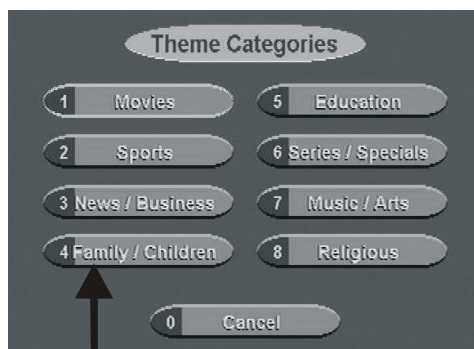 Theme Categories
1 Movies
2 Sports
3 News / Business
4 Family / Children
5 Education
6 Series / Specials
7 Music / Arts
8 Religious
0 Cancel